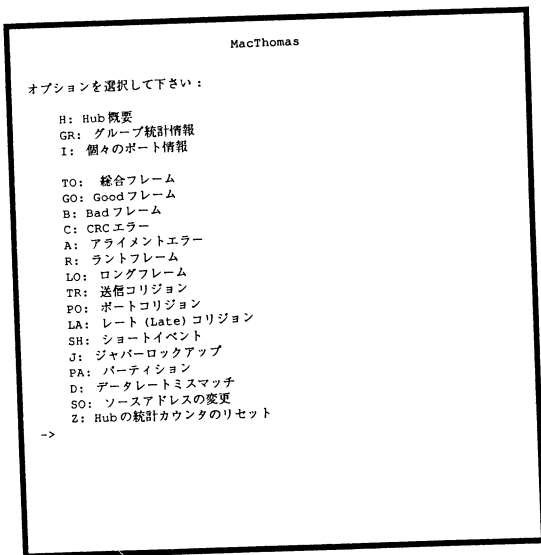 MacThomas
オプションを選択して下さい：
H: Hub概要
GR: グループ統計情報
I: 個々のポート情報
TO: 総合フレーム
GO: Goodフレーム
B: Badフレーム
C: CRCエラー
A: アライメントエラー
R: ラントフレーム
LO: ロングフレーム
TR: 送信コリジョン
PO: ポートコリジョン
LA: レート (Late) コリジョン
SH: ショートイベント
J: ジャバーロックアップ
PA: パーティション
D: データレートミスマッチ
SO: ソースアドレスの変更
Z: Hubの統計カウンタのリセット
->